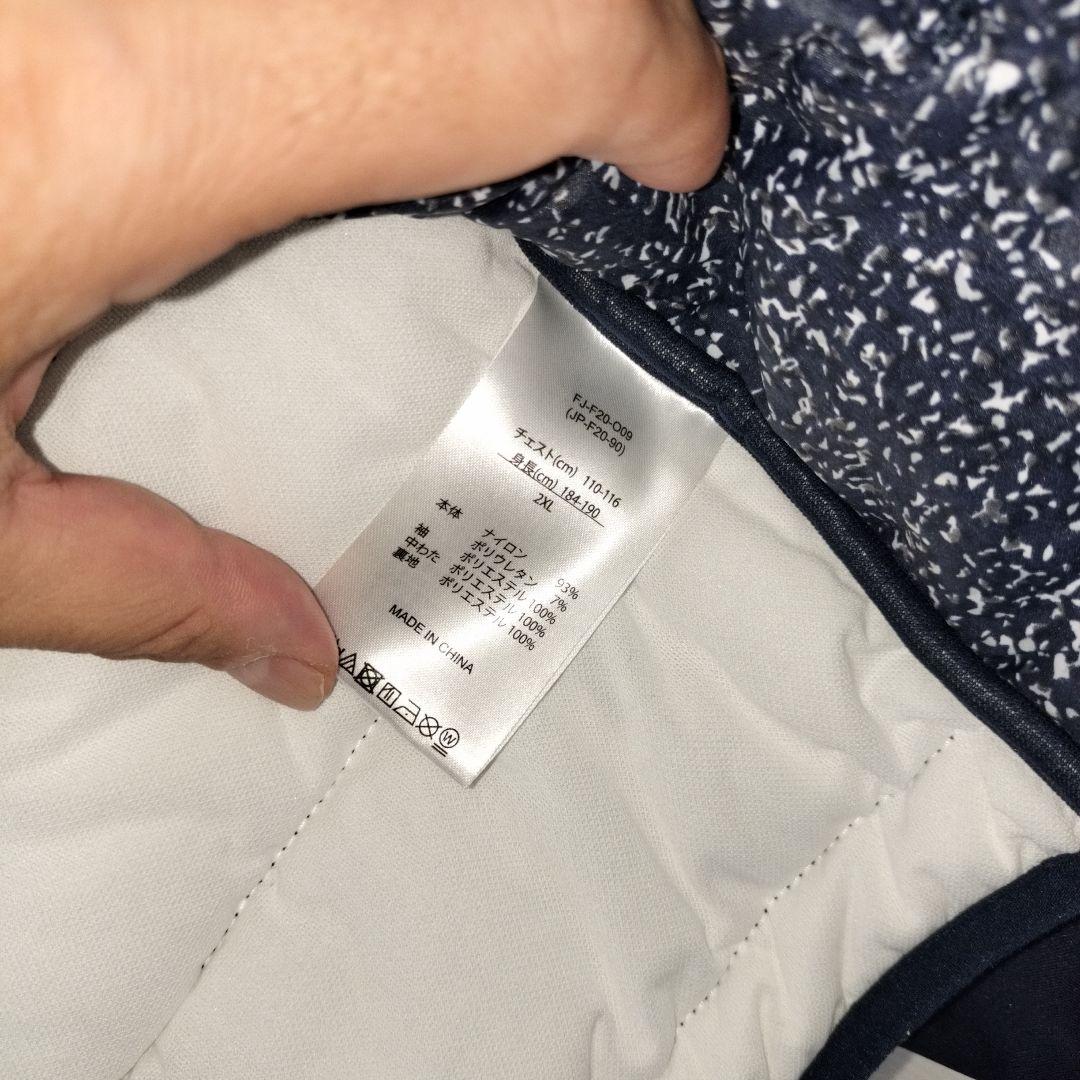 FJ-F20-O09
(JP-F20-90)
チェスト(cm) 110-116
身長(cm) 184-190
2XL
本体 ナイロン 93%
ポリウレタン 7%
袖 ポリエステル 100%
中わた ポリエステル 100%
裏地 ポリエステル 100%
MADE IN CHINA
W